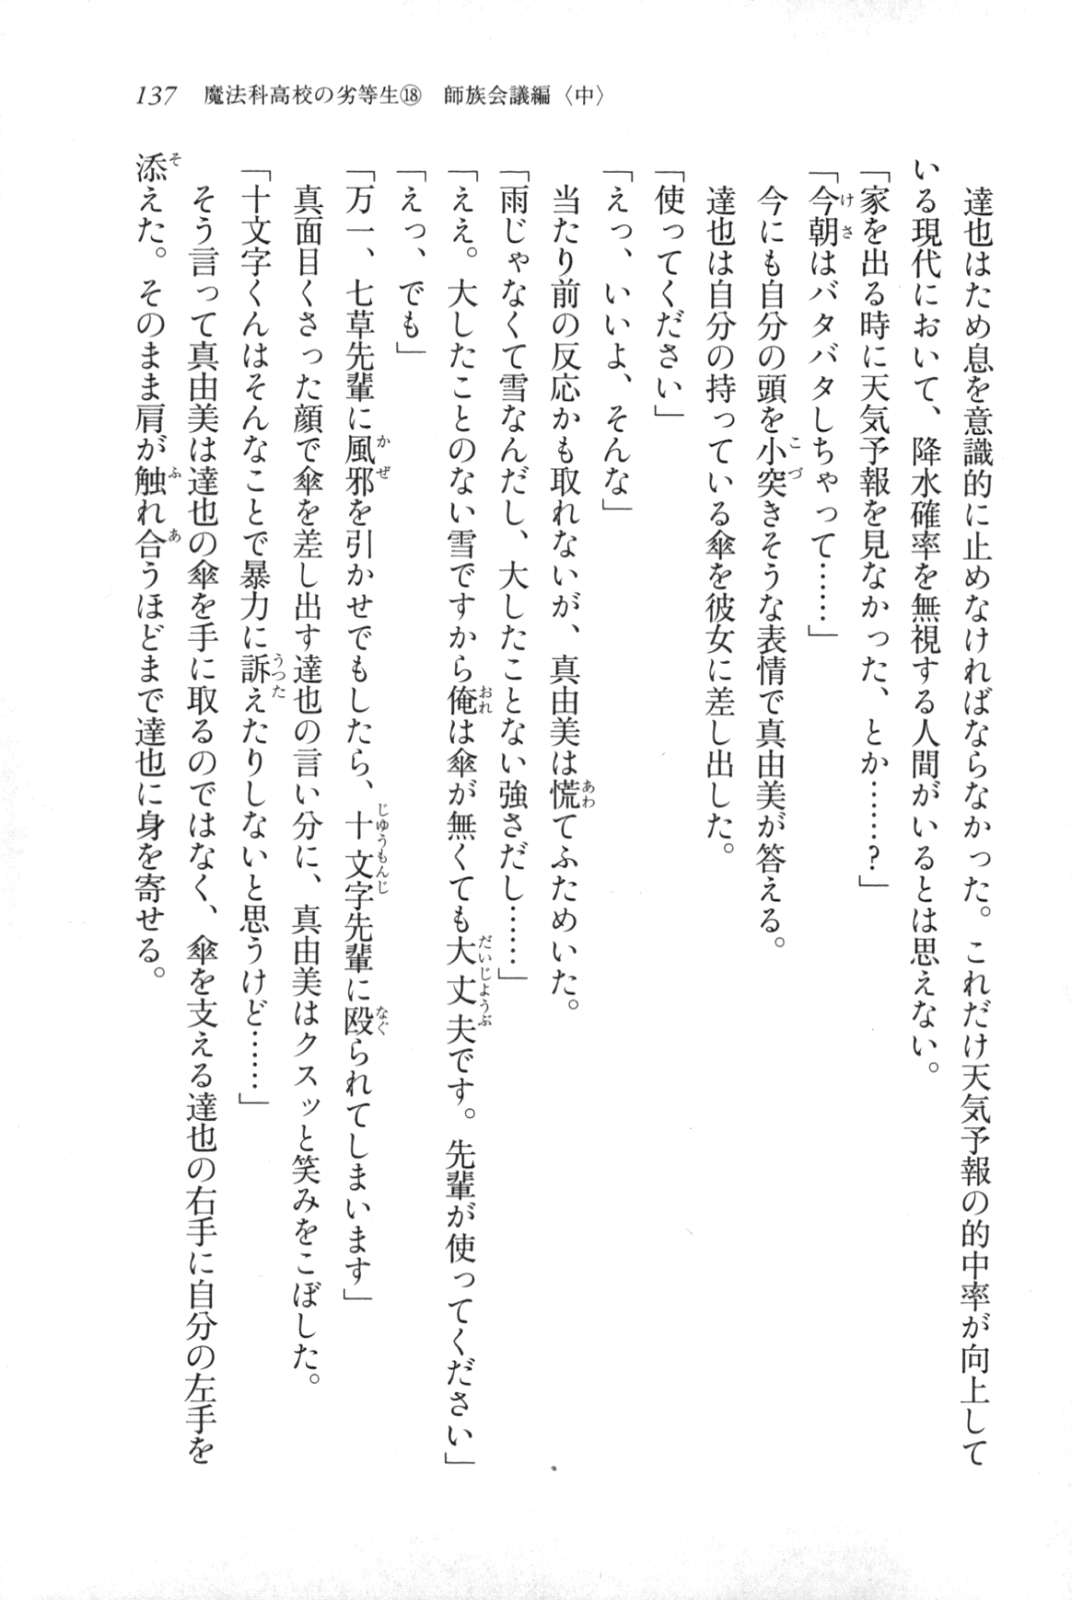 137　魔法科高校の劣等生⑱　師族会議編〈中〉
　達也はため息を意識的に止めなければならなかった。これだけ天気予報の的中率が向上して
いる現代において、降水確率を無視する人間がいるとは思えない。
「家を出る時に天気予報を見なかった、とか……？」
「今朝はバタバタしちゃって……」
　今にも自分の頭を小突きそうな表情で真由美が答える。
　達也は自分の持っている傘を彼女に差し出した。
「使ってください」
「えっ、いいよ、そんな」
　当たり前の反応かも取れないが、真由美は慌てふためいた。
「雨じゃなくて雪なんだし、大したことない強さだし……」
「ええ。大したことのない雪ですから俺は傘が無くても大丈夫です。先輩が使ってください」
「えっ、でも」
「万一、七草先輩に風邪を引かせでもしたら、十文字先輩に殴られてしまいます」
　真面目くさった顔で傘を差し出す達也の言い分に、真由美はクスッと笑みをこぼした。
「十文字くんはそんなことで暴力に訴えたりしないと思うけど……」
　そう言って真由美は達也の傘を手に取るのではなく、傘を支える達也の右手に自分の左手を
添えた。そのまま肩が触れ合うほどまで達也に身を寄せる。